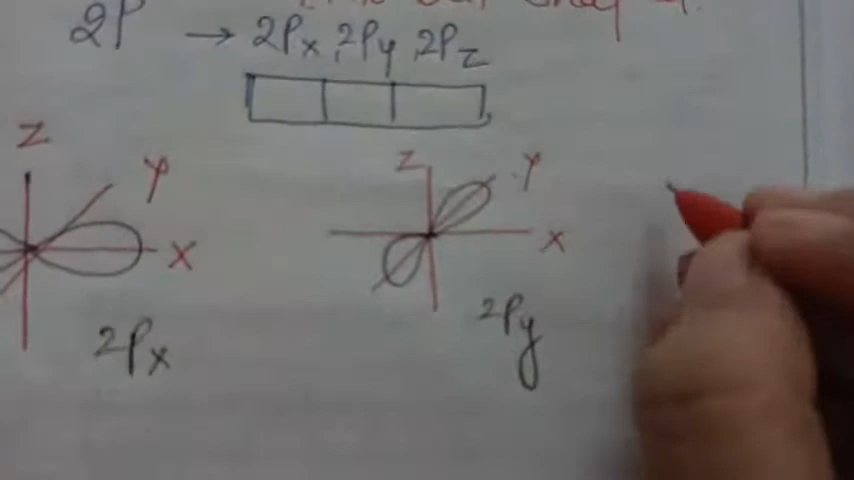 2P → 2Px, 2Py, 2Pz
Z Y X
Z Y X
2Px
2Py